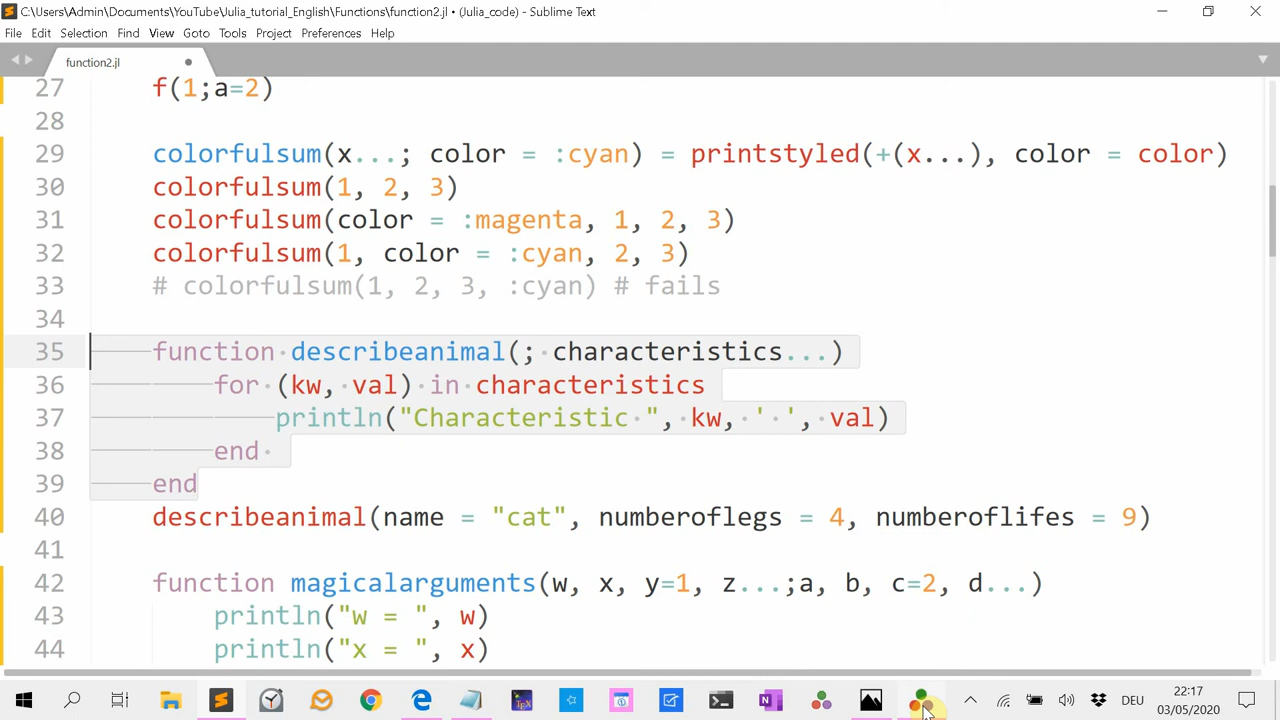 C:\Users\Admin\Documents\YouTube\Julia_tutorial_English\Functions\function2.jl • (Julia_code) - Sublime Text
File Edit Selection Find View Goto Tools Project Preferences Help
function2.jl
27 f(1;a=2)
28
29 colorfulsum(x...; color = :cyan) = printstyled(+(x...), color = color)
30 colorfulsum(1, 2, 3)
31 colorfulsum(color = :magenta, 1, 2, 3)
32 colorfulsum(1, color = :cyan, 2, 3)
33 # colorfulsum(1, 2, 3, :cyan) # fails
34
35 function describeanimal(; characteristics...)
36 for (kw, val) in characteristics
37 println("Characteristic ", kw, ' ', val)
38 end
39 end
40 describeanimal(name = "cat", numberoflegs = 4, numberoflifes = 9)
41
42 function magicalarguments(w, x, y=1, z...;a, b, c=2, d...)
43 println("w = ", w)
44 println("x = ", x)
DEU
22:17
03/05/2020